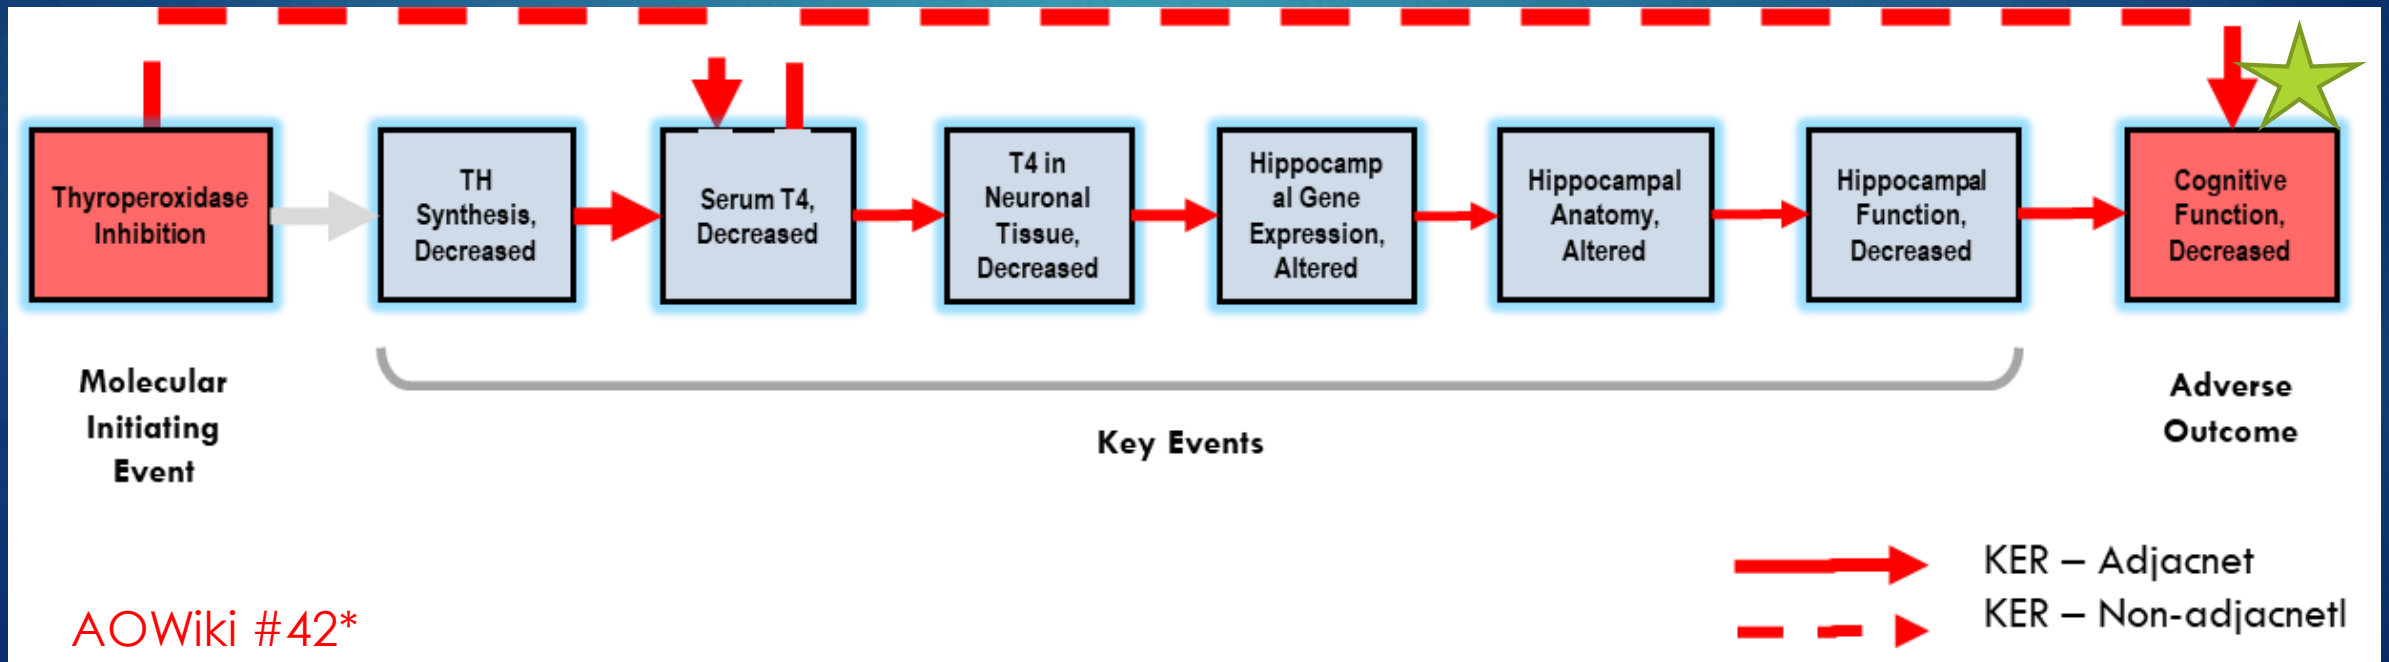 Thyroperoxidase
Inhibition
TH
Synthesis,
Decreased
Serum T4,
Decreased
T4 in
Neuronal
Tissue,
Decreased
Hippocamp
al Gene
Expression,
Altered
Hippocampal
Anatomy,
Altered
Hippocampal
Function,
Decreased
Cognitive
Function,
Decreased
Molecular
Initiating
Event
Key Events
Adverse
Outcome
KER – Adjacnet
KER – Non-adjacnetl
AOWiki #42*